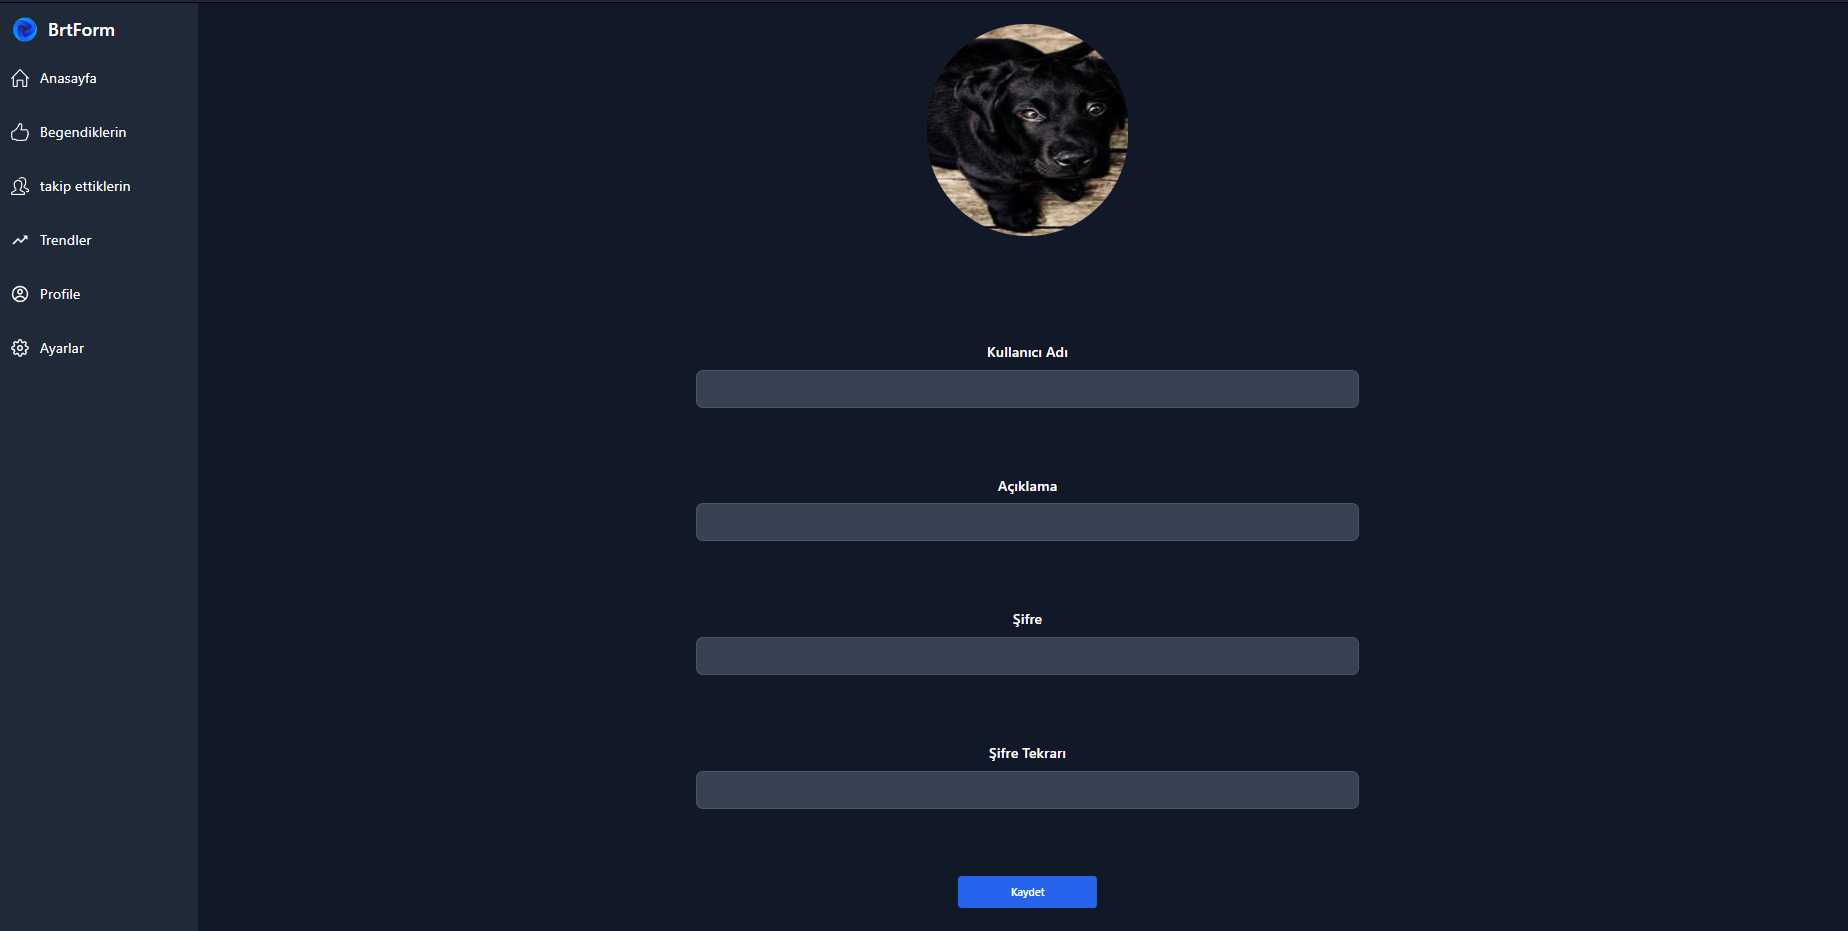 BrtForm
Anasayfa
Begendiklerin
takip ettiklerin
Trendler
Profile
Ayarlar
Kullanıcı Adı
Açıklama
Şifre
Şifre Tekrarı
Kaydet